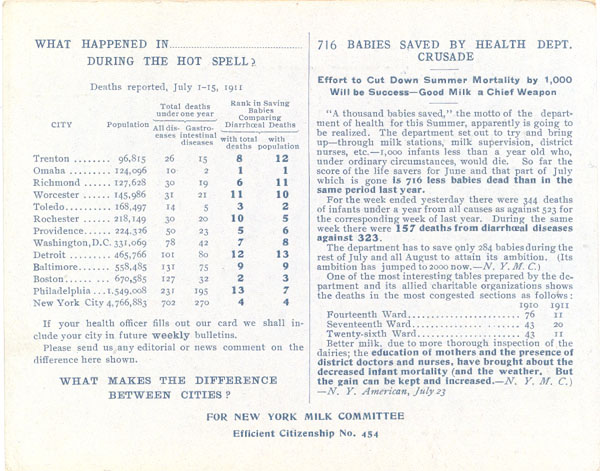 WHAT HAPPENED IN
DURING THE HOT SPELL?
Deaths reported, July 1-15, 1911
CITY Population Total deaths under one year All diseases Gastro-intestinal diseases Rank in Saving Babies Comparing Diarrhœal Deaths with total deaths with population
Trenton ........ 96,815 26 15 8 12
Omaha .......... 124,096 10 2 1 1
Richmond ...... 127,628 30 19 6 11
Worcester ...... 145,986 31 21 11 10
Toledo .......... 168,497 14 5 3 2
Rochester ...... 218,149 30 20 10 5
Providence...... 224,326 50 23 5 6
Washington, D.C. 331,069 78 42 7 8
Detroit ......... 465,766 101 80 12 13
Baltimore....... 558,485 131 75 9 9
Boston ......... 670,585 127 32 2 3
Philadelphia... 1,549,008 231 195 13 7
New York City 4,766,883 702 270 4 4
If your health officer fills out our card we shall in-
clude your city in future weekly bulletins.
Please send us any editorial or news comment on the
difference here shown.
WHAT MAKES THE DIFFERENCE
BETWEEN CITIES?
716 BABIES SAVED BY HEALTH DEPT.
CRUSADE
Effort to Cut Down Summer Mortality by 1,000
Will be Success—Good Milk a Chief Weapon
"A thousand babies saved," the motto of the depart-
ment of health for this Summer, apparently is going to
be realized. The department set out to try and bring
up—through milk stations, milk supervision, district
nurses, etc.—1,000 infants less than a year old who,
under ordinary circumstances, would die. So far the
score of the life savers for June and that part of July
which is gone is 716 less babies dead than in the
same period last year.
For the week ended yesterday there were 344 deaths
of infants under a year from all causes as against 523 for
the corresponding week of last year. During the same
week there were 157 deaths from diarrhœal diseases
against 323.
The department has to save only 284 babies during the
rest of July and all August to attain its ambition. (Its
ambition has jumped to 2000 now.—N. Y. M. C.)
One of the most interesting tables prepared by the de-
partment and its allied charitable organizations shows
the deaths in the most congested sections as follows:
1910 1911
Fourteenth Ward........................ 76 11
Seventeenth Ward....................... 43 20
Twenty-sixth Ward...................... 43 11
Better milk, due to more thorough inspection of the
dairies; the education of mothers and the presence of
district doctors and nurses, have brought about the
decreased infant mortality (and the weather. But
the gain can be kept and increased.—N. Y. M. C.)
—N. Y. American, July 23
FOR NEW YORK MILK COMMITTEE
Efficient Citizenship No. 454